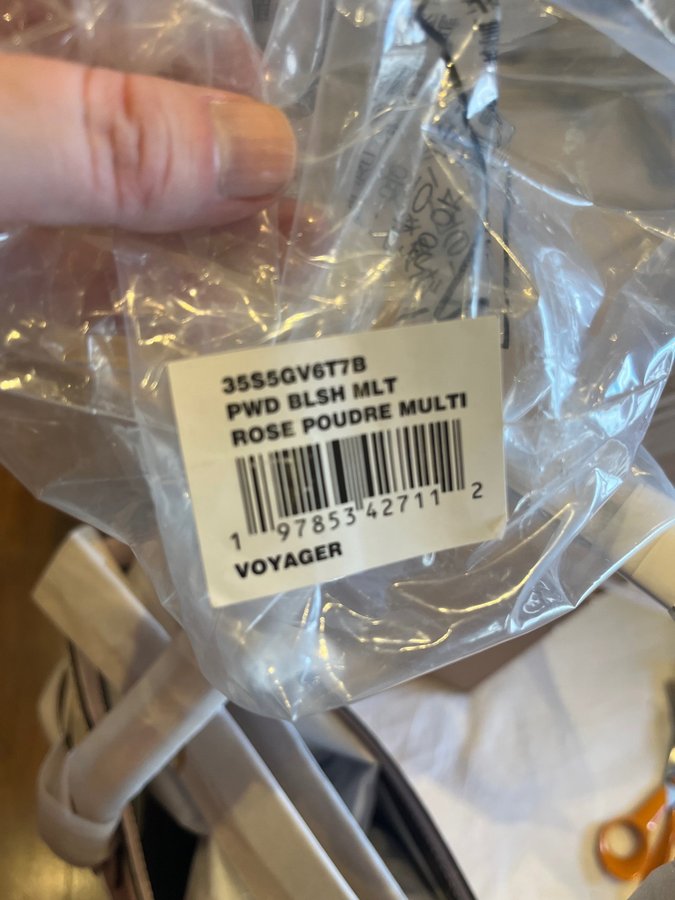 35S5GV6T7B
PWD BLSH MLT
ROSE POUDRE MULTI
1 97853 42711 2
VOYAGER